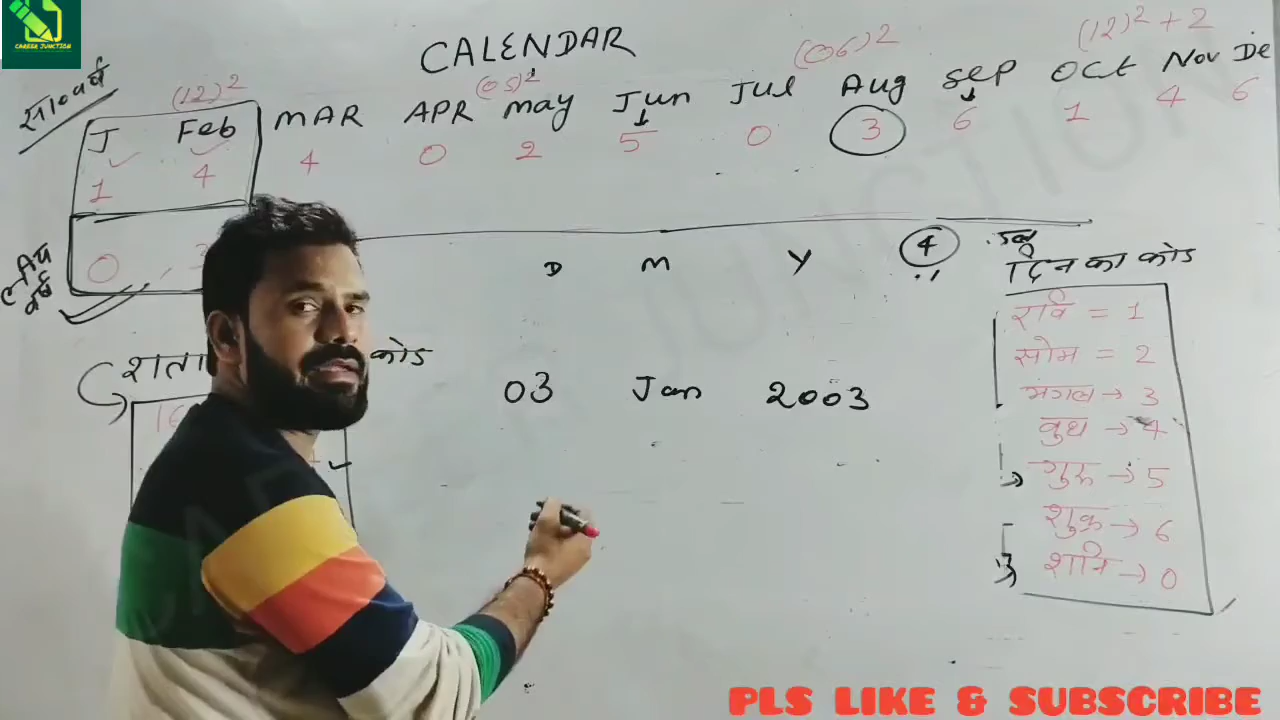 CAREER JUNCTION
CALENDAR
(12)² (05)² (06)² (12)² + 2
J Feb MAR APR may Jun Jul Aug Sep Oct Nov De
1 4 4 0 2 5 0 3 6 1 4 6
लीप वर्ष
0
D M Y 4
दिन का कोड
शता कोड
03 Jan 2003
रवि = 1
सोम = 2
मंगल → 3
बुध → 4
गुरु → 5
शुक्र → 6
शनि → 0
PLS LIKE & SUBSCRIBE